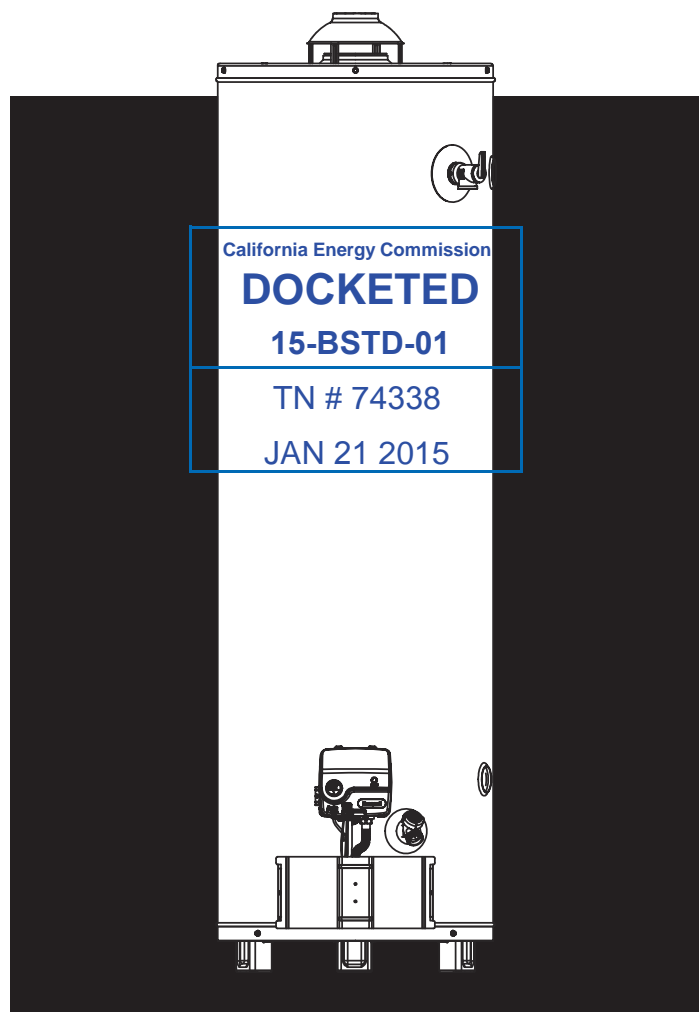 California Energy Commission
DOCKETED
15-BSTD-01
TN # 74338
JAN 21 2015